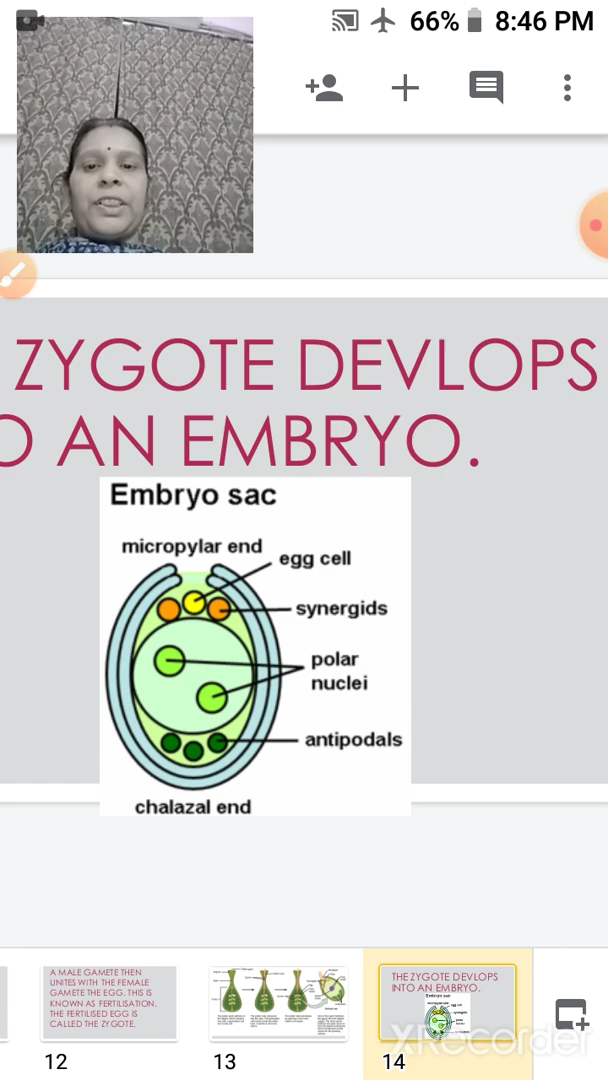 66% 8:46 PM
ZYGOTE DEVLOPS
O AN EMBRYO.
Embryo sac
micropylar end
egg cell
synergids
polar
nuclei
antipodals
chalazal end
A MALE GAMETE THEN
UNITES WITH THE FEMALE
GAMETE THE EGG. THIS IS
KNOWN AS FERTILISATION.
THE FERTILISED EGG IS
CALLED THE ZYGOTE.
THE ZYGOTE DEVLOPS
INTO AN EMBRYO.
Embryo sac
12
13
14
XRecorder